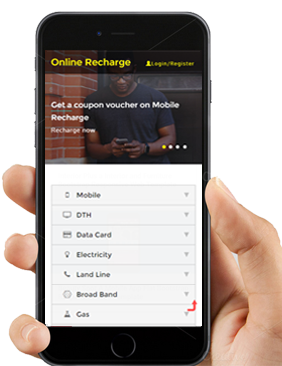 Online Recharge
Login/Register
Get a coupon voucher on Mobile
Recharge
Recharge now
Mobile
DTH
Data Card
Electricity
Land Line
Broad Band
Gas